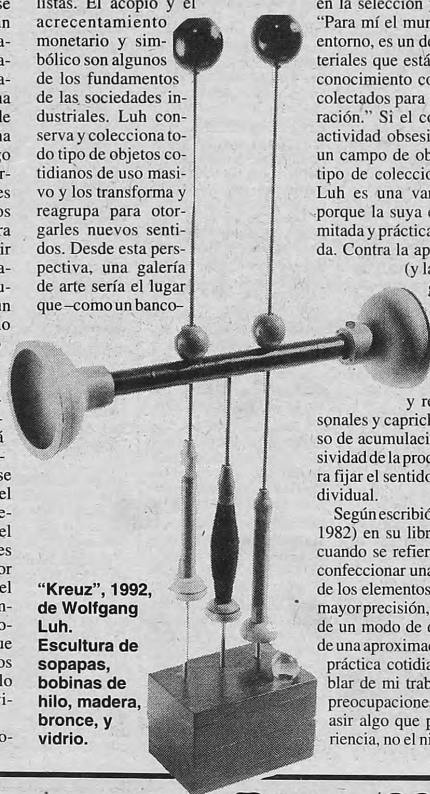 listas. El acopio y el
acrecentamiento
monetario y sim-
bólico son algunos
de los fundamentos
de las sociedades in-
dustriales. Luh con-
serva y colecciona to-
do tipo de objetos co-
tidianos de uso masi-
vo y los transforma y
reagrupa para otor-
garles nuevos senti-
dos. Desde esta pers-
pectiva, una galería
de arte sería el lugar
que –como un banco–
"Kreuz", 1992,
de Wolfgang
Luh.
Escultura de
sopapas,
bobinas de
hilo, madera,
bronce, y
vidrio.
en la selección
"Para mí el mun
entorno, es un de
teriales que está
conocimiento co
colectados para
ración." Si el co
actividad obsesi
un campo de ob
tipo de coleccio
Luh es una var
porque la suya e
mitada y práctica
da. Contra la ap
(y la
y re
sonales y caprich
so de acumulaci
sividad de la proc
ra fijar el sentido
dividual.
Según escribió
1982) en su libr
cuando se refier
confeccionar una
de los elementos
mayor precisión,
de un modo de
de una aproximac
práctica cotidia
blar de mi trab
preocupaciones
asir algo que p
riencia, no el ni